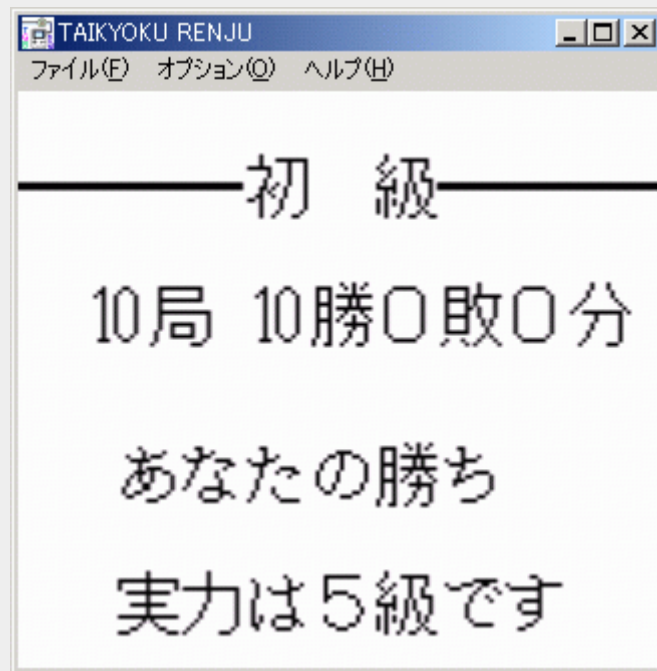 TAIKYOKU RENJU
ファイル(F) オプション(O) ヘルプ(H)
初 級
10局 10勝0敗0分
あなたの勝ち
実力は5級です